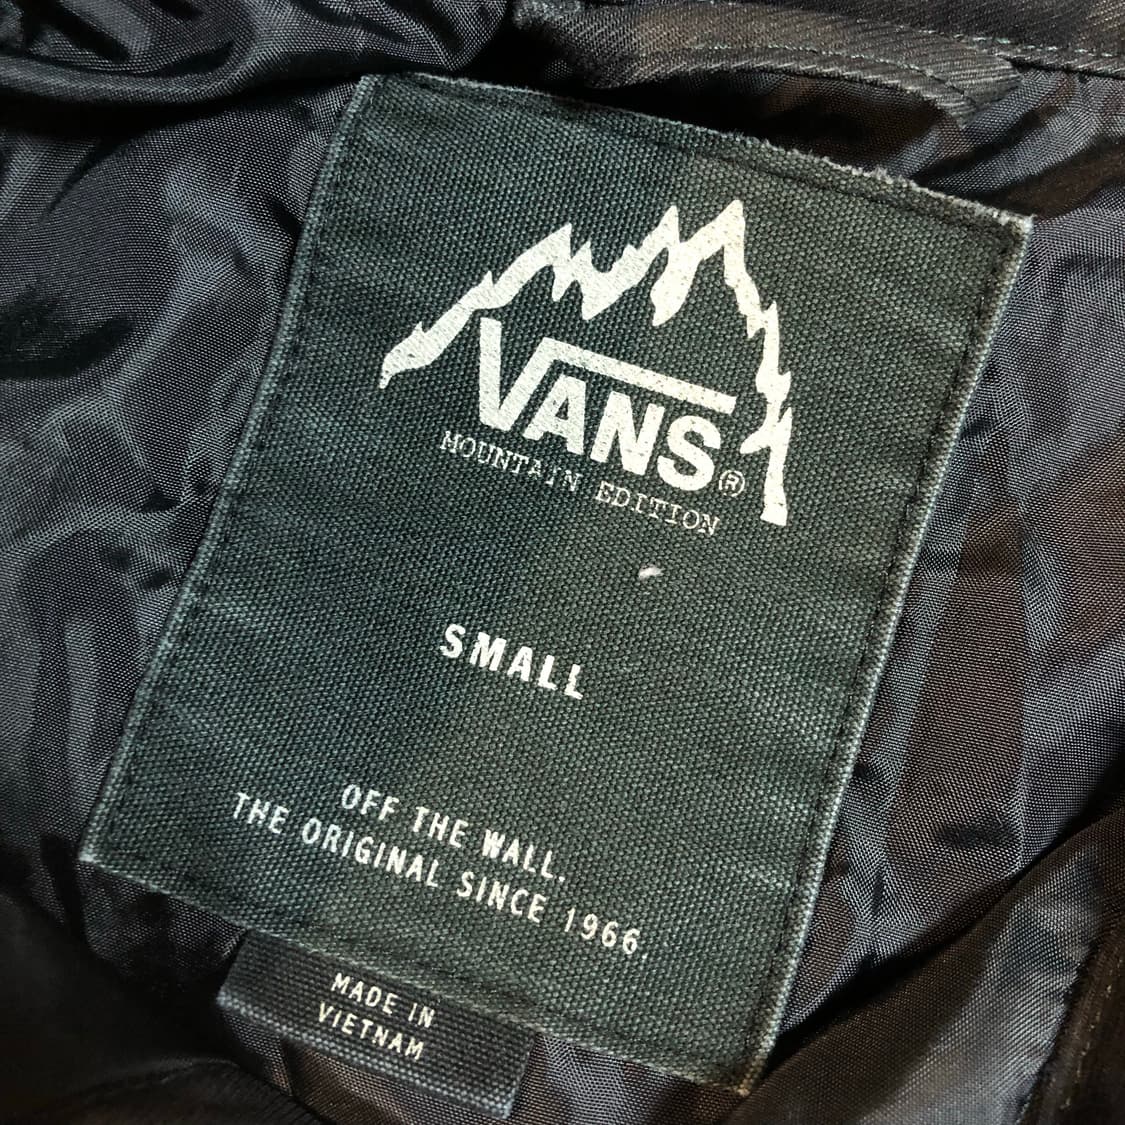 VANS®
MOUNTAIN EDITION
SMALL
OFF THE WALL.
THE ORIGINAL SINCE 1966.
MADE IN
VIETNAM